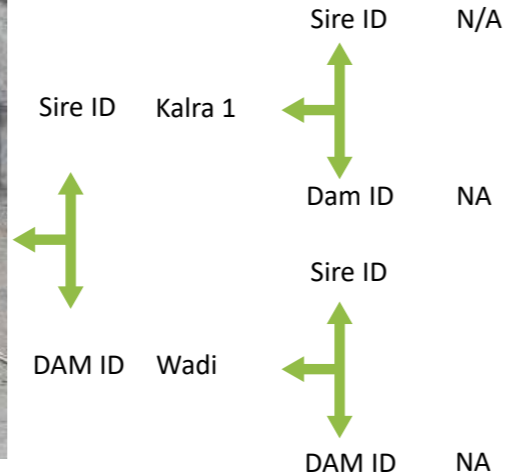 Sire ID N/A
Sire ID Kalra 1
Dam ID NA
Sire ID
DAM ID Wadi
DAM ID NA